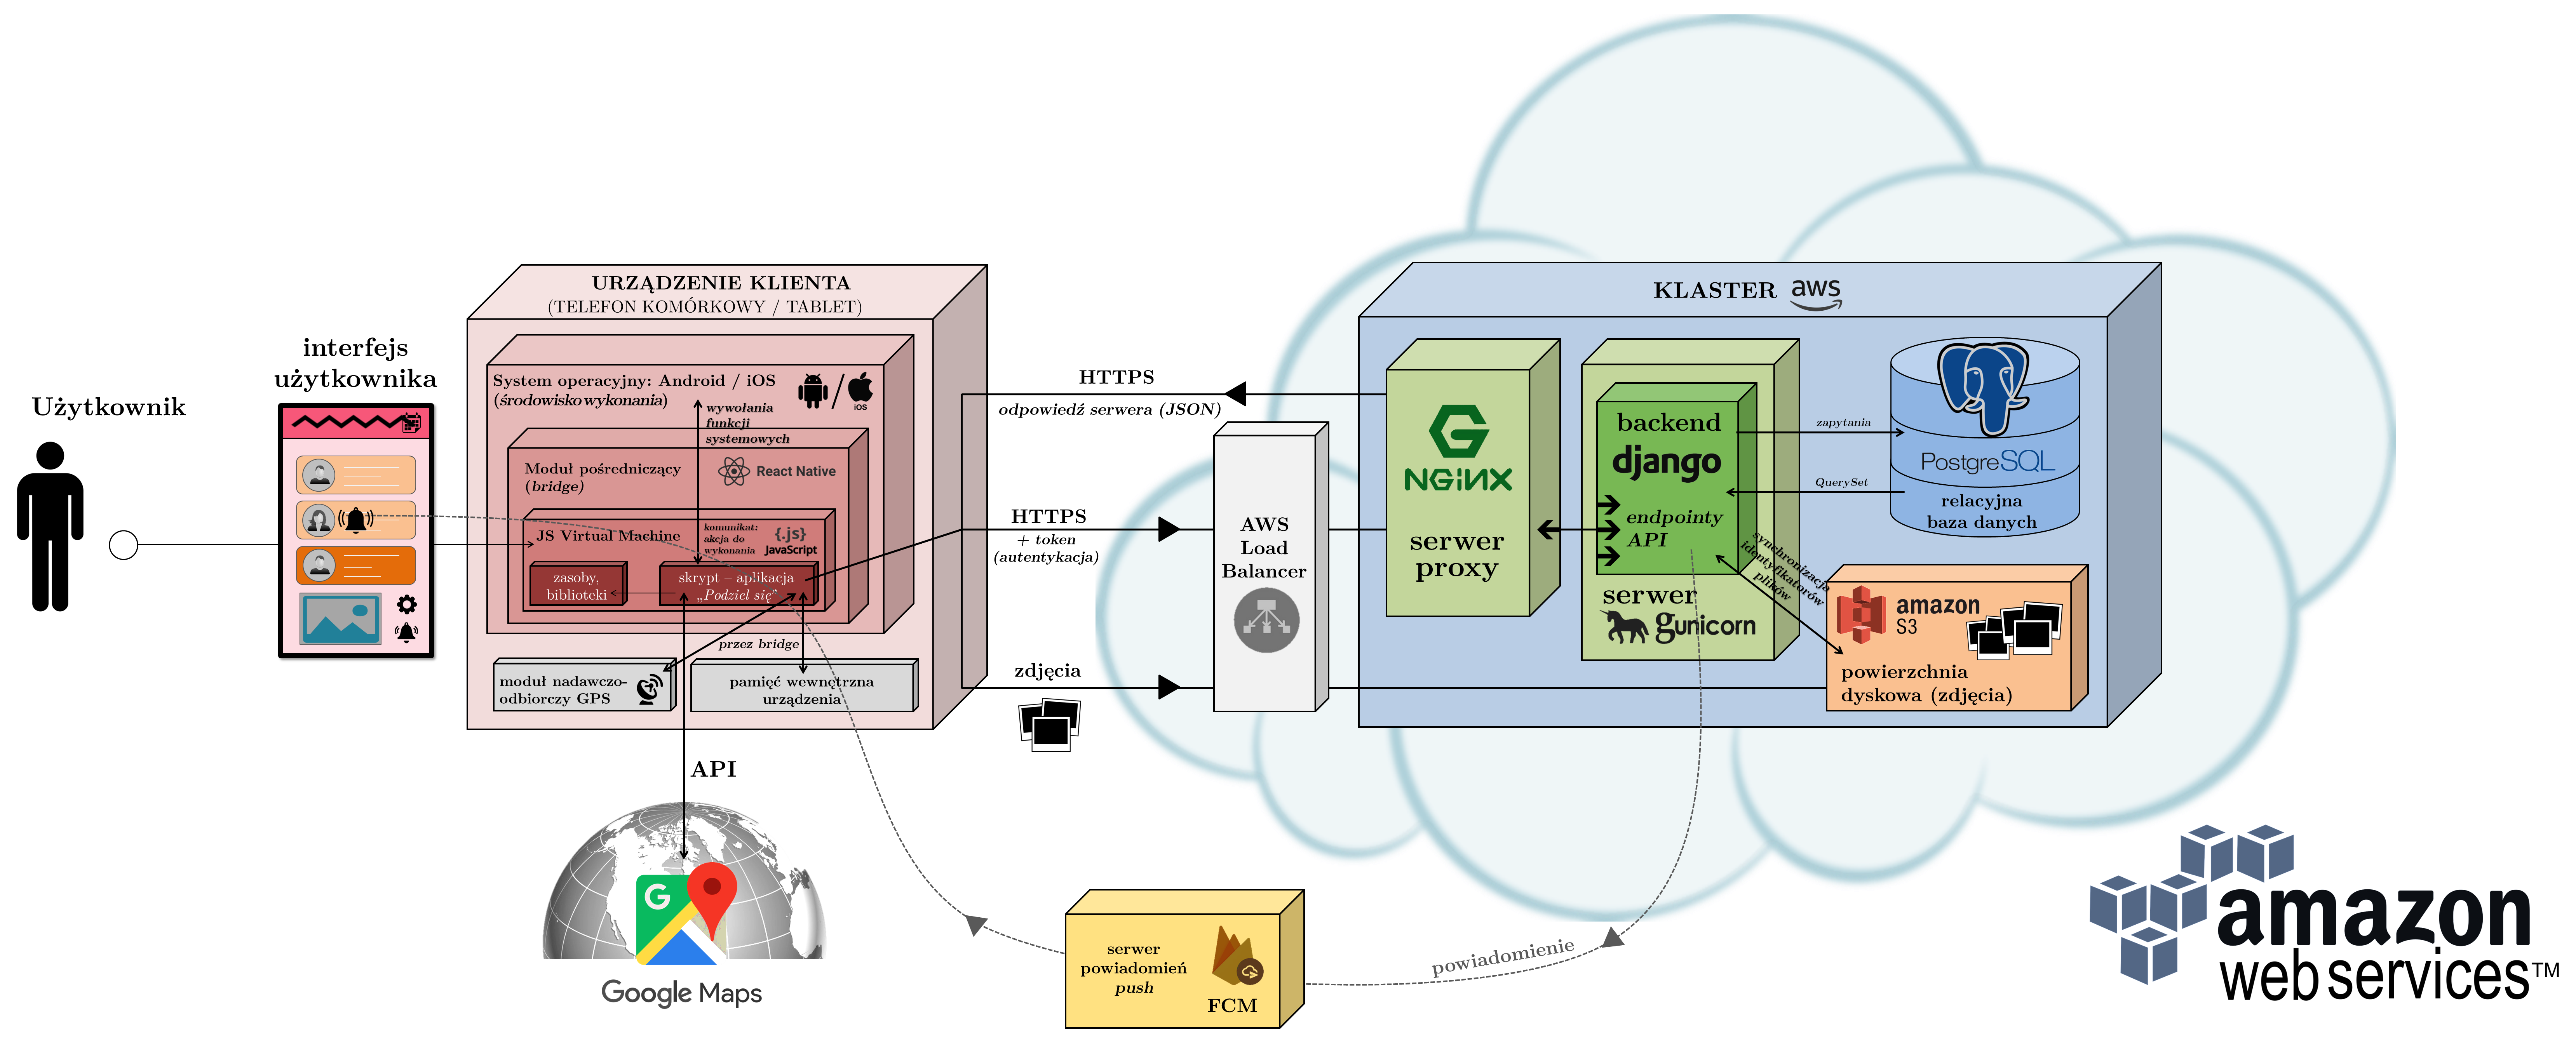 Użytkownik
interfejs
użytkownika
URZĄDZENIE KLIENTA
(TELEFON KOMÓRKOWY / TABLET)
System operacyjny: Android / iOS
(środowisko wykonania)
iOS
wywołania
funkcji
systemowych
Moduł pośredniczący
(bridge)
React Native
JS Virtual Machine
komunikat:
akcja do
wykonania
{.js}
JavaScript
zasoby,
biblioteki
skrypt – aplikacja
„Podziel się”
przez bridge
moduł nadawczo-
odbiorczy GPS
pamięć wewnętrzna
urządzenia
API
G
Google Maps
HTTPS
odpowiedź serwera (JSON)
HTTPS
+ token
(autentykacja)
zdjęcia
AWS
Load
Balancer
KLASTER aws
NGiNX
serwer
proxy
backend
django
endpointy
API
serwer
gunicorn
zapytania
QuerySet
PostgreSQL
relacyjna
baza danych
synchronizacja
identyfikatorów
plików
amazon
S3
powierzchnia
dyskowa (zdjęcia)
serwer
powiadomień
push
FCM
powiadomienie
amazon
web services™